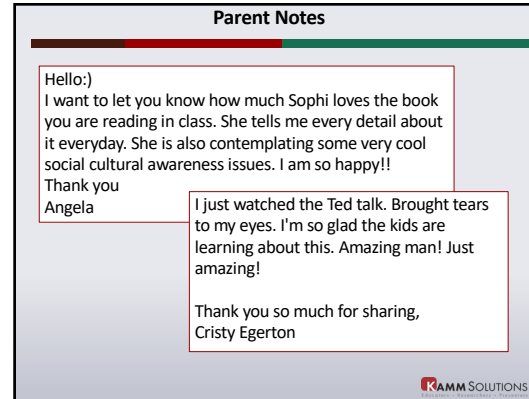 Parent Notes
Hello:)
I want to let you know how much Sophi loves the book
you are reading in class. She tells me every detail about
it everyday. She is also contemplating some very cool
social cultural awareness issues. I am so happy!!
Thank you
Angela
I just watched the Ted talk. Brought tears
to my eyes. I'm so glad the kids are
learning about this. Amazing man! Just
amazing!
Thank you so much for sharing,
Cristy Egerton
KAMM SOLUTIONS
Educators • Researchers • Presenters